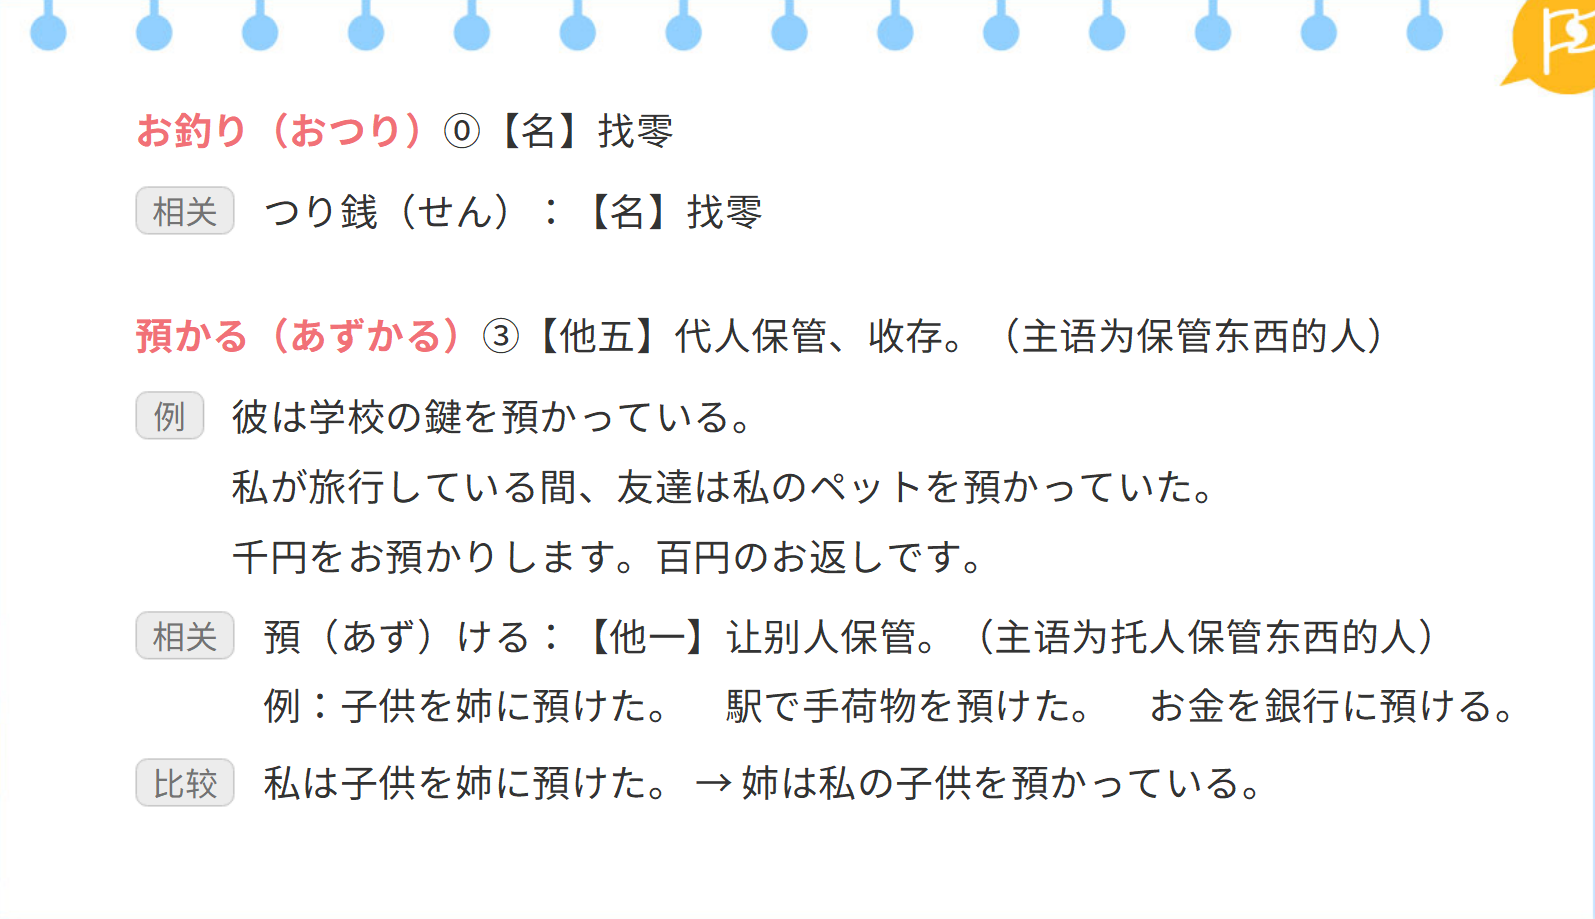 お釣り（おつり）⓪【名】找零
相关 つり銭（せん）：【名】找零
預かる（あずかる）③【他五】代人保管、收存。（主语为保管东西的人）
例 彼は学校の鍵を預かっている。
私が旅行している間、友達は私のペットを預かっていた。
千円をお預かりします。百円のお返しです。
相关 預（あず）ける：【他一】让别人保管。（主语为托人保管东西的人）
例：子供を姉に預けた。　駅で手荷物を預けた。　お金を銀行に預ける。
比较 私は子供を姉に預けた。→姉は私の子供を預かっている。